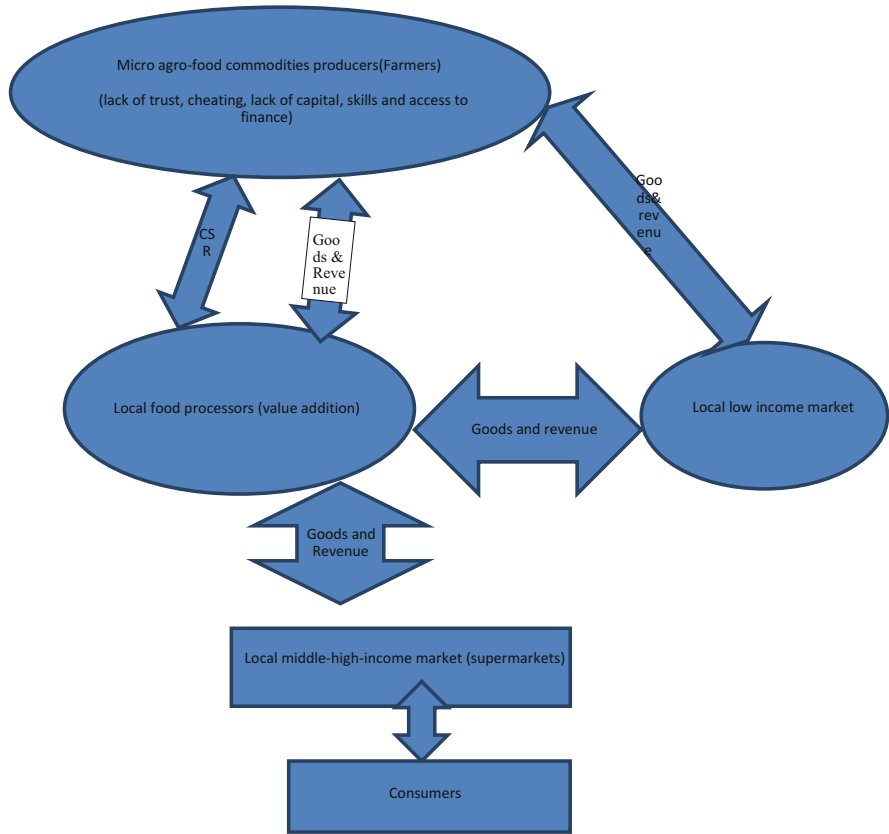 Micro agro-food commodities producers(Farmers)
(lack of trust, cheating, lack of capital, skills and access to
finance)
Goo
ds&
rev
enu
e
CS
R
Goo
ds &
Reve
nue
Local food processors (value addition)
Local low income market
Goods and revenue
Goods and
Revenue
Local middle-high-income market (supermarkets)
Consumers